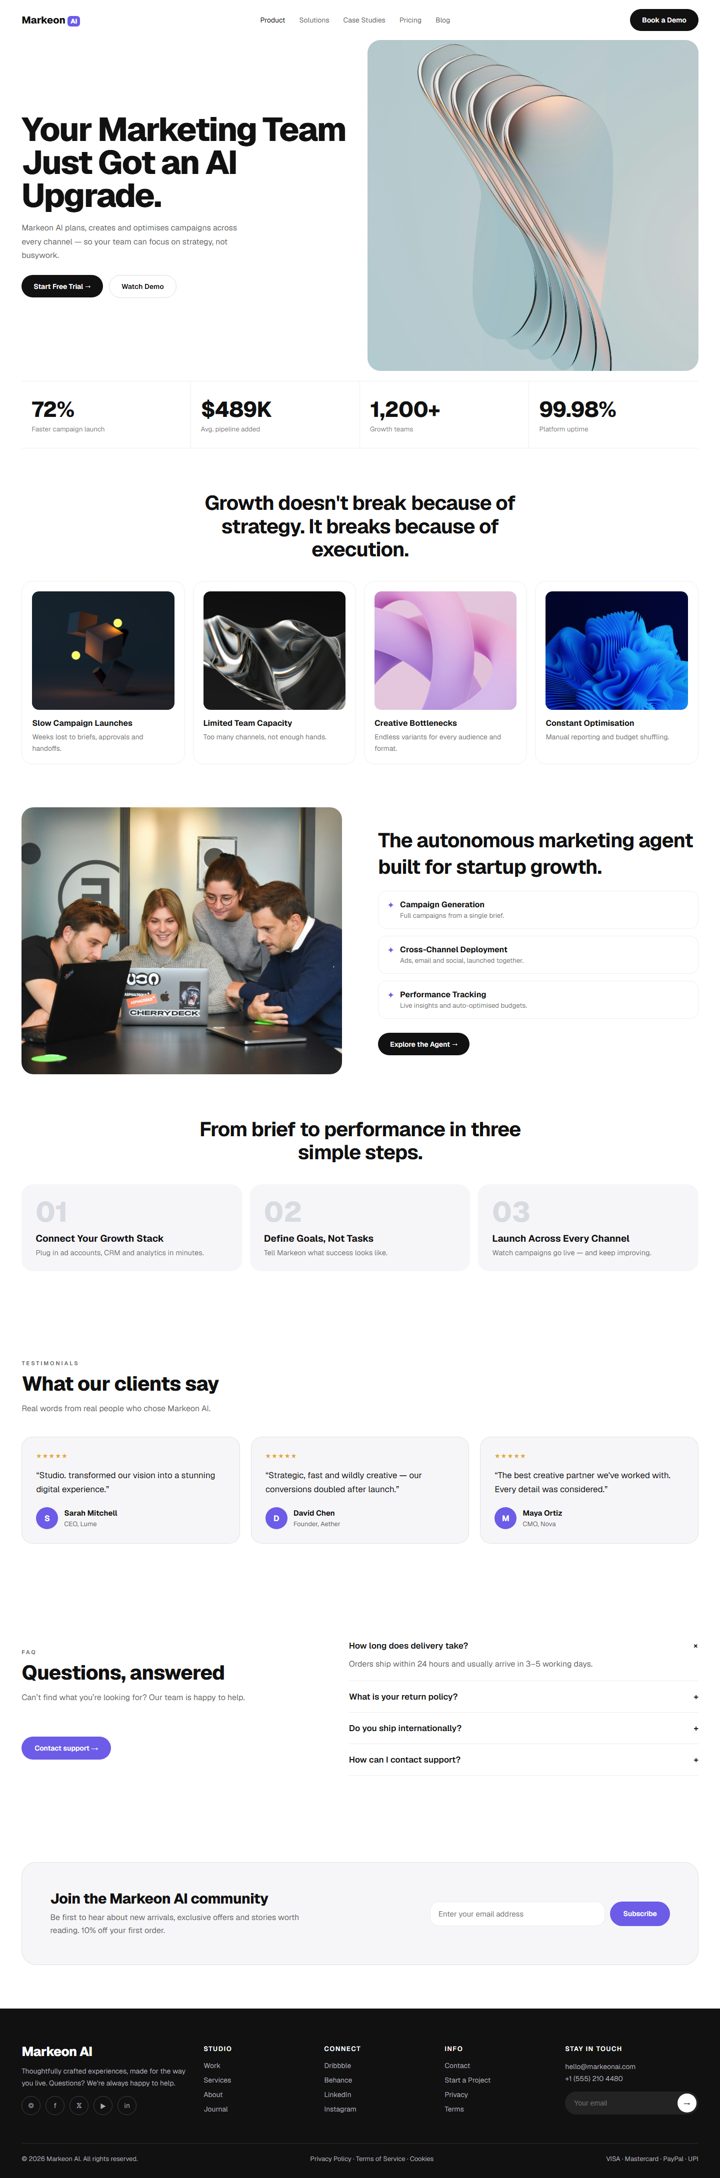 Markeon AI
Product Solutions Case Studies Pricing Blog
Book a Demo
Your Marketing Team
Just Got an AI
Upgrade.
Markeon AI plans, creates and optimises campaigns across
every channel — so your team can focus on strategy, not
busywork.
Start Free Trial →
Watch Demo
72%
Faster campaign launch
$489K
Avg. pipeline added
1,200+
Growth teams
99.98%
Platform uptime
Growth doesn't break because of
strategy. It breaks because of
execution.
Slow Campaign Launches
Weeks lost to briefs, approvals and
handoffs.
Limited Team Capacity
Too many channels, not enough hands.
Creative Bottlenecks
Endless variants for every audience and
format.
Constant Optimisation
Manual reporting and budget shuffling.
CHERRYDECK
The autonomous marketing agent
built for startup growth.
Campaign Generation
Full campaigns from a single brief.
Cross-Channel Deployment
Ads, email and social, launched together.
Performance Tracking
Live insights and auto-optimised budgets.
Explore the Agent →
From brief to performance in three
simple steps.
01
Connect Your Growth Stack
Plug in ad accounts, CRM and analytics in minutes.
02
Define Goals, Not Tasks
Tell Markeon what success looks like.
03
Launch Across Every Channel
Watch campaigns go live — and keep improving.
TESTIMONIALS
What our clients say
Real words from real people who chose Markeon AI.
★★★★★
“Studio. transformed our vision into a stunning
digital experience.”
S
Sarah Mitchell
CEO, Lume
★★★★★
“Strategic, fast and wildly creative — our
conversions doubled after launch.”
D
David Chen
Founder, Aether
★★★★★
“The best creative partner we've worked with.
Every detail was considered.”
M
Maya Ortiz
CMO, Nova
FAQ
Questions, answered
Can't find what you're looking for? Our team is happy to help.
Contact support →
How long does delivery take? ×
Orders ship within 24 hours and usually arrive in 3–5 working days.
What is your return policy? +
Do you ship internationally? +
How can I contact support? +
Join the Markeon AI community
Be first to hear about new arrivals, exclusive offers and stories worth
reading. 10% off your first order.
Enter your email address
Subscribe
Markeon AI
Thoughtfully crafted experiences, made for the way
you live. Questions? We're always happy to help.
f 𝕏 ▶ in
STUDIO
Work
Services
About
Journal
CONNECT
Dribbble
Behance
LinkedIn
Instagram
INFO
Contact
Start a Project
Privacy
Terms
STAY IN TOUCH
hello@markeonai.com
+1 (555) 210 4480
Your email →
© 2026 Markeon AI. All rights reserved.
Privacy Policy · Terms of Service · Cookies
VISA · Mastercard · PayPal · UPI